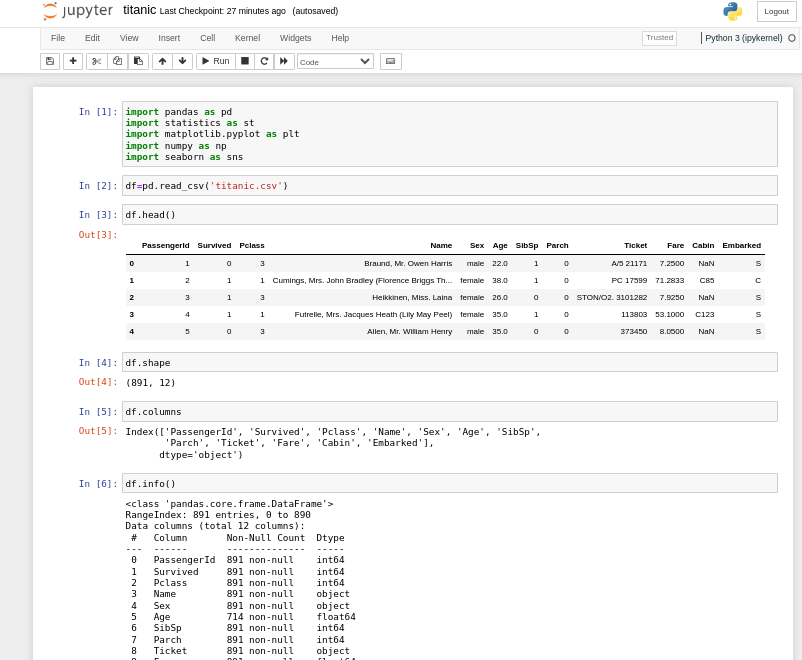 jupyter titanic Last Checkpoint: 27 minutes ago (autosaved) Logout
File Edit View Insert Cell Kernel Widgets Help Trusted Python 3 (ipykernel)
Run Code
In [1]: import pandas as pd
import statistics as st
import matplotlib.pyplot as plt
import numpy as np
import seaborn as sns
In [2]: df=pd.read_csv('titanic.csv')
In [3]: df.head()
Out[3]:
PassengerId Survived Pclass Name Sex Age SibSp Parch Ticket Fare Cabin Embarked
0 1 0 3 Braund, Mr. Owen Harris male 22.0 1 0 A/5 21171 7.2500 NaN S
1 2 1 1 Cumings, Mrs. John Bradley (Florence Briggs Th... female 38.0 1 0 PC 17599 71.2833 C85 C
2 3 1 3 Heikkinen, Miss. Laina female 26.0 0 0 STON/O2. 3101282 7.9250 NaN S
3 4 1 1 Futrelle, Mrs. Jacques Heath (Lily May Peel) female 35.0 1 0 113803 53.1000 C123 S
4 5 0 3 Allen, Mr. William Henry male 35.0 0 0 373450 8.0500 NaN S
In [4]: df.shape
Out[4]: (891, 12)
In [5]: df.columns
Out[5]: Index(['PassengerId', 'Survived', 'Pclass', 'Name', 'Sex', 'Age', 'SibSp',
'Parch', 'Ticket', 'Fare', 'Cabin', 'Embarked'],
dtype='object')
In [6]: df.info()
<class 'pandas.core.frame.DataFrame'>
RangeIndex: 891 entries, 0 to 890
Data columns (total 12 columns):
# Column Non-Null Count Dtype
--- ------ -------------- -----
0 PassengerId 891 non-null int64
1 Survived 891 non-null int64
2 Pclass 891 non-null int64
3 Name 891 non-null object
4 Sex 891 non-null object
5 Age 714 non-null float64
6 SibSp 891 non-null int64
7 Parch 891 non-null int64
8 Ticket 891 non-null object